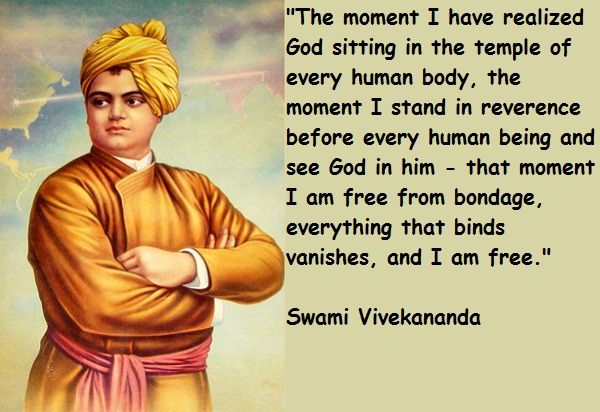 "The moment I have realized
God sitting in the temple of
every human body, the
moment I stand in reverence
before every human being and
see God in him - that moment
I am free from bondage,
everything that binds
vanishes, and I am free."
Swami Vivekananda